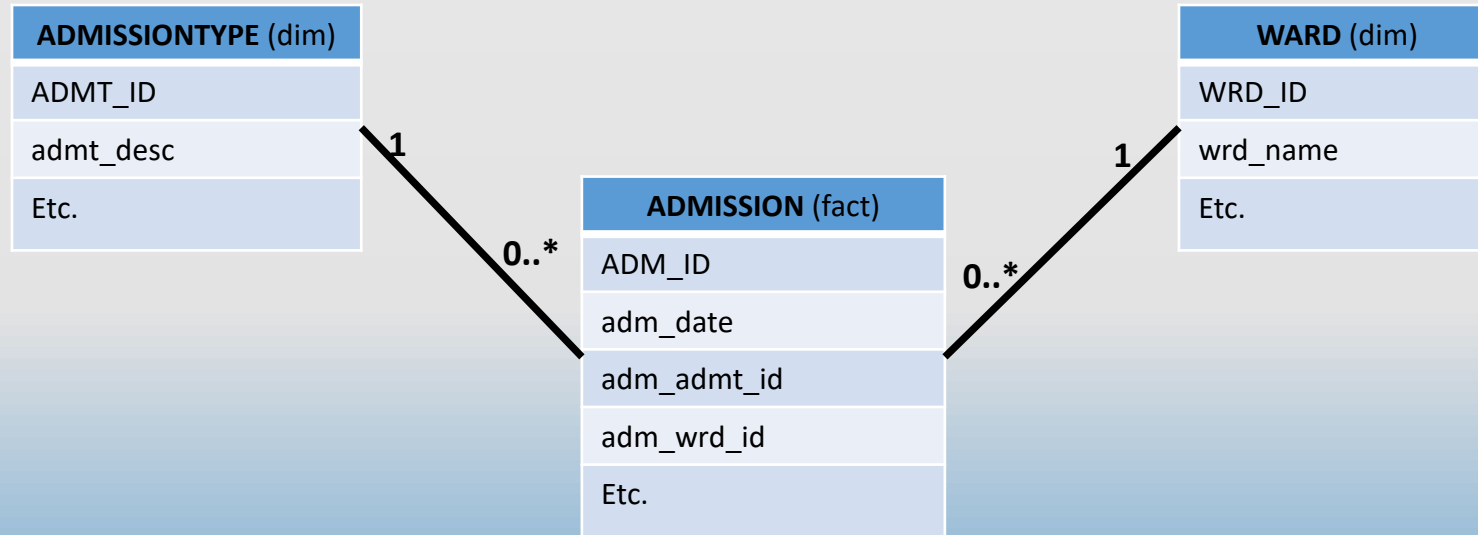 ADMISSIONTYPE (dim)
ADMT_ID
admt_desc
Etc.
1
0..*
ADMISSION (fact)
ADM_ID
adm_date
adm_admt_id
adm_wrd_id
Etc.
0..*
1
WARD (dim)
WRD_ID
wrd_name
Etc.